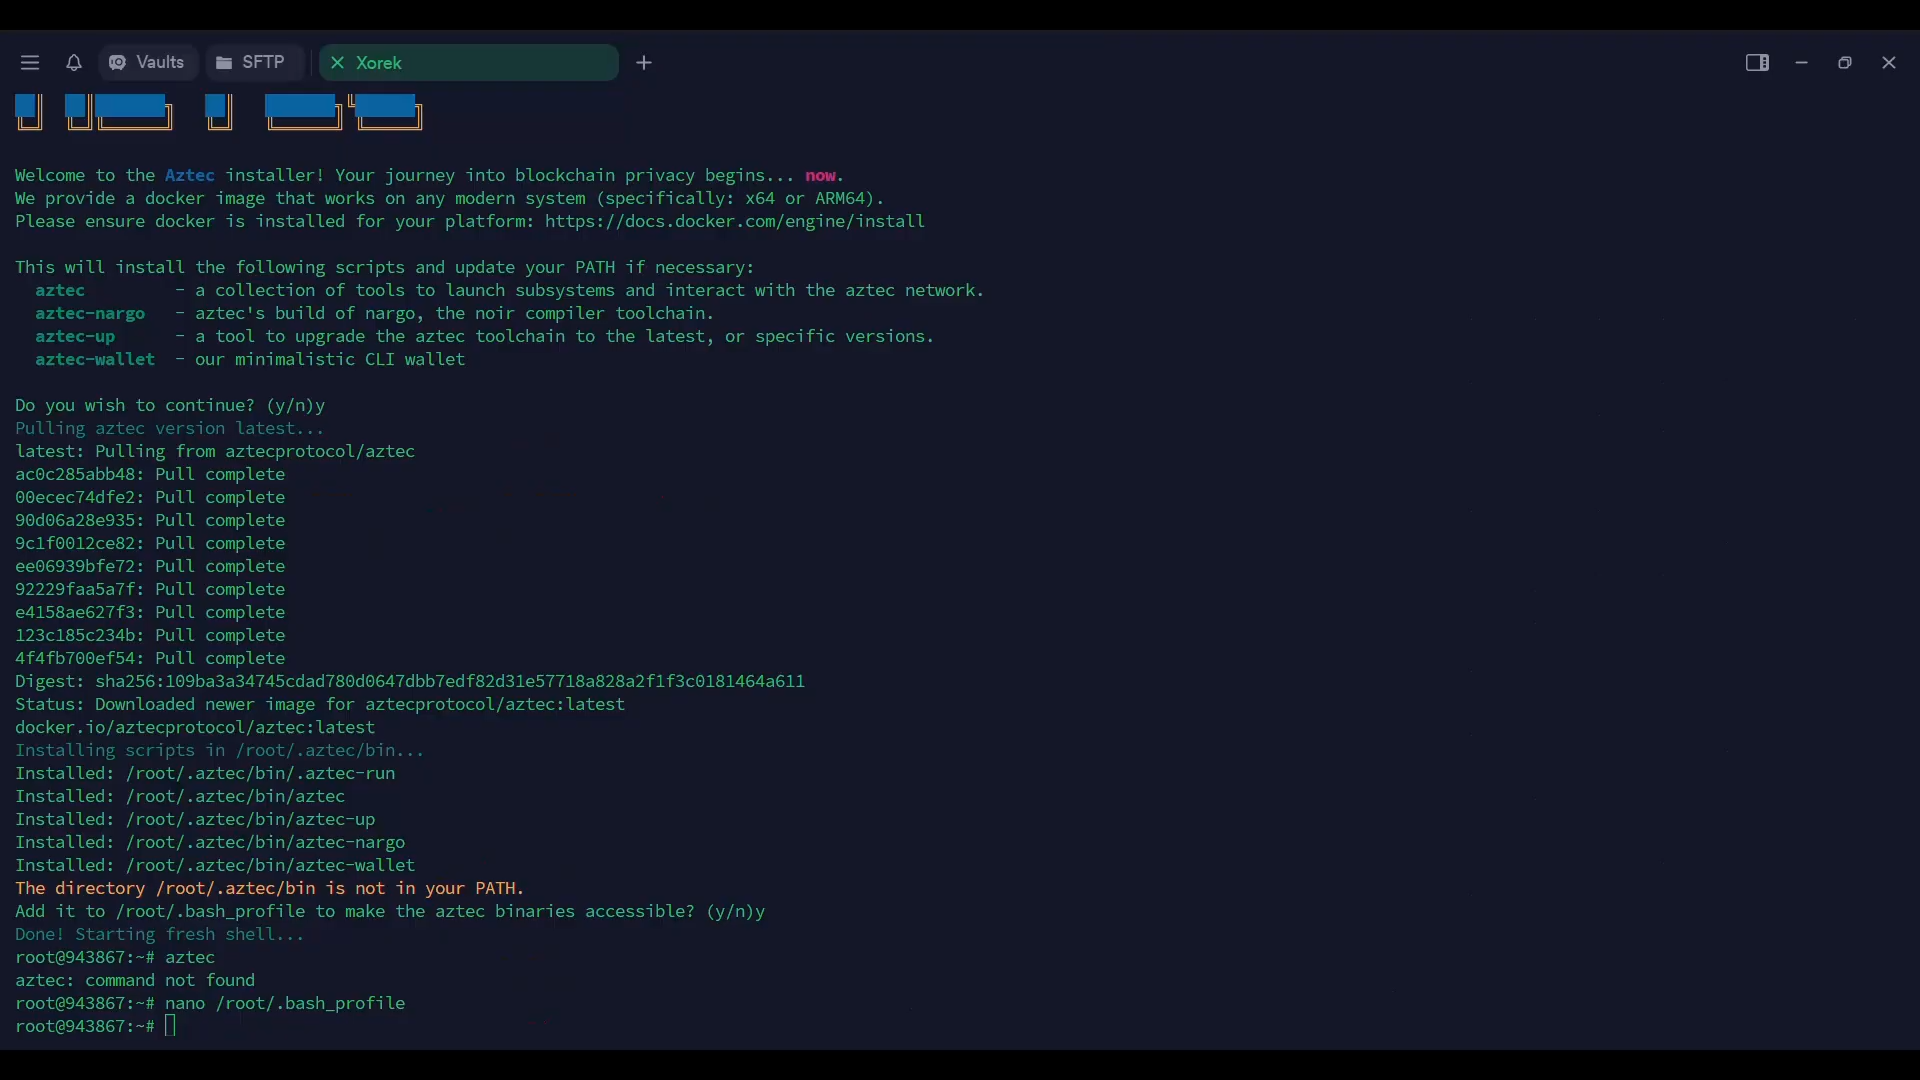 Vaults SFTP Xorek
Welcome to the Aztec installer! Your journey into blockchain privacy begins... now.
We provide a docker image that works on any modern system (specifically: x64 or ARM64).
Please ensure docker is installed for your platform: https://docs.docker.com/engine/install
This will install the following scripts and update your PATH if necessary:
aztec - a collection of tools to launch subsystems and interact with the aztec network.
aztec-nargo - aztec's build of nargo, the noir compiler toolchain.
aztec-up - a tool to upgrade the aztec toolchain to the latest, or specific versions.
aztec-wallet - our minimalistic CLI wallet
Do you wish to continue? (y/n)y
Pulling aztec version latest...
latest: Pulling from aztecprotocol/aztec
ac0c285abb48: Pull complete
00ecec74dfe2: Pull complete
90d06a28e935: Pull complete
9c1f0012ce82: Pull complete
ee06939bfe72: Pull complete
92229faa5a7f: Pull complete
e4158ae627f3: Pull complete
123c185c234b: Pull complete
4f4fb700ef54: Pull complete
Digest: sha256:109ba3a34745cdad780d0647dbb7edf82d31e57718a828a2f1f3c0181464a611
Status: Downloaded newer image for aztecprotocol/aztec:latest
docker.io/aztecprotocol/aztec:latest
Installing scripts in /root/.aztec/bin...
Installed: /root/.aztec/bin/.aztec-run
Installed: /root/.aztec/bin/aztec
Installed: /root/.aztec/bin/aztec-up
Installed: /root/.aztec/bin/aztec-nargo
Installed: /root/.aztec/bin/aztec-wallet
The directory /root/.aztec/bin is not in your PATH.
Add it to /root/.bash_profile to make the aztec binaries accessible? (y/n)y
Done! Starting fresh shell...
root@943867:~# aztec
aztec: command not found
root@943867:~# nano /root/.bash_profile
root@943867:~#